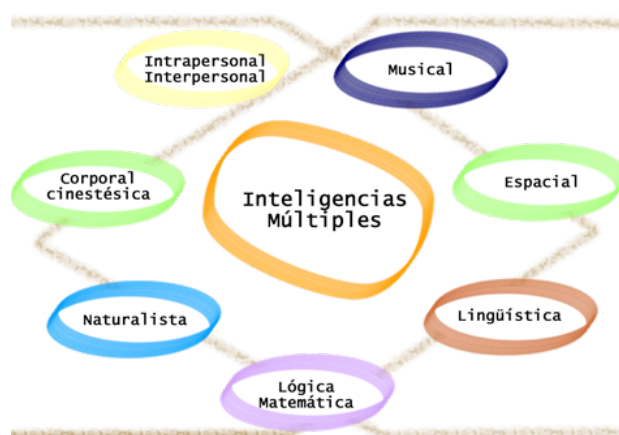 Intrapersonal
Interpersonal
Musical
Corporal
cinestésica
Inteligencias
Múltiples
Espacial
Naturalista
Lingüística
Lógica
Matemática